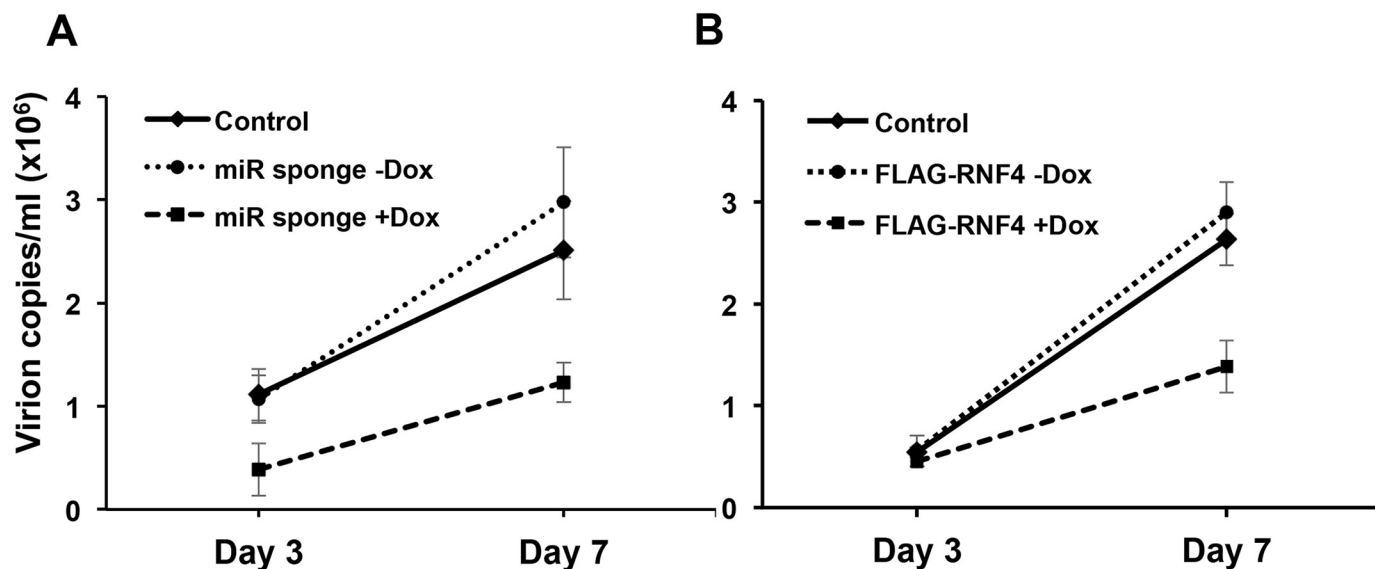 A
Virion copies/ml (x10⁶)
4
3
2
1
0
Control
miR sponge -Dox
miR sponge +Dox
Day 3
Day 7
B
4
3
2
1
0
Control
FLAG-RNF4 -Dox
FLAG-RNF4 +Dox
Day 3
Day 7